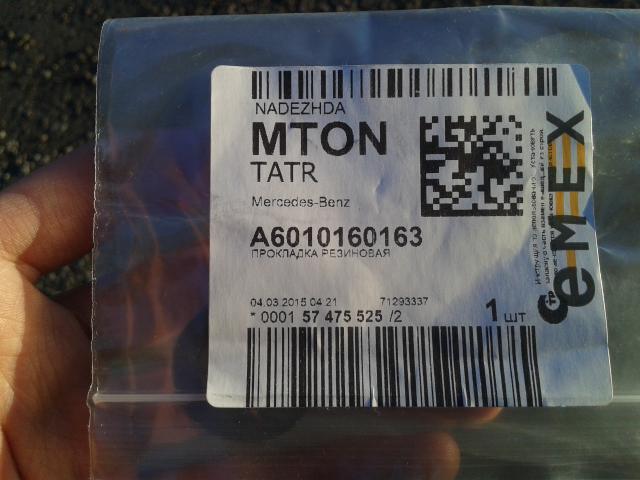 NADEZHDA
MTON
TATR
Mercedes-Benz
A6010160163
ПРОКЛАДКА РЕЗИНОВАЯ
04.03.2015 04:21 71293337
* 0001 57 475 525 /2
1 шт
eMEX